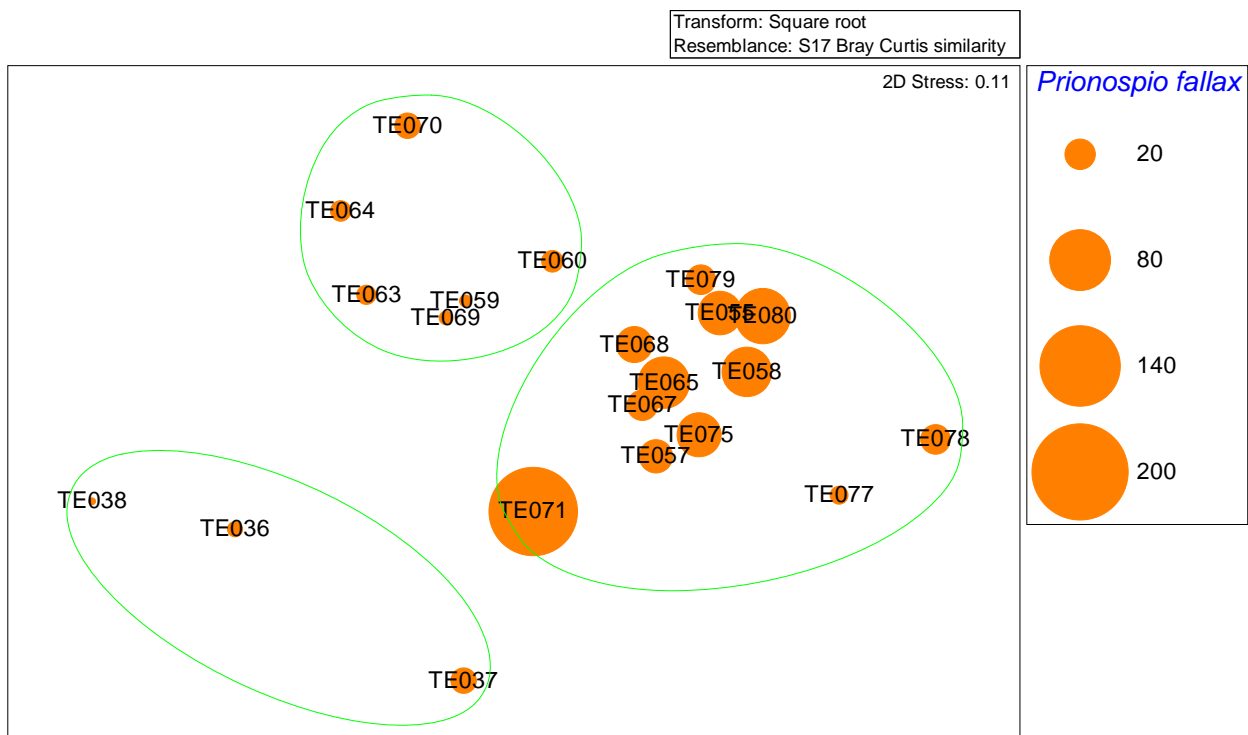 Transform: Square root
Resemblance: S17 Bray Curtis similarity
2D Stress: 0.11
Prionospio fallax
20
80
140
200
TE070
TE064
TE060
TE063
TE059
TE069
TE079
TE055
TE080
TE068
TE058
TE065
TE067
TE075
TE078
TE057
TE077
TE071
TE038
TE036
TE037